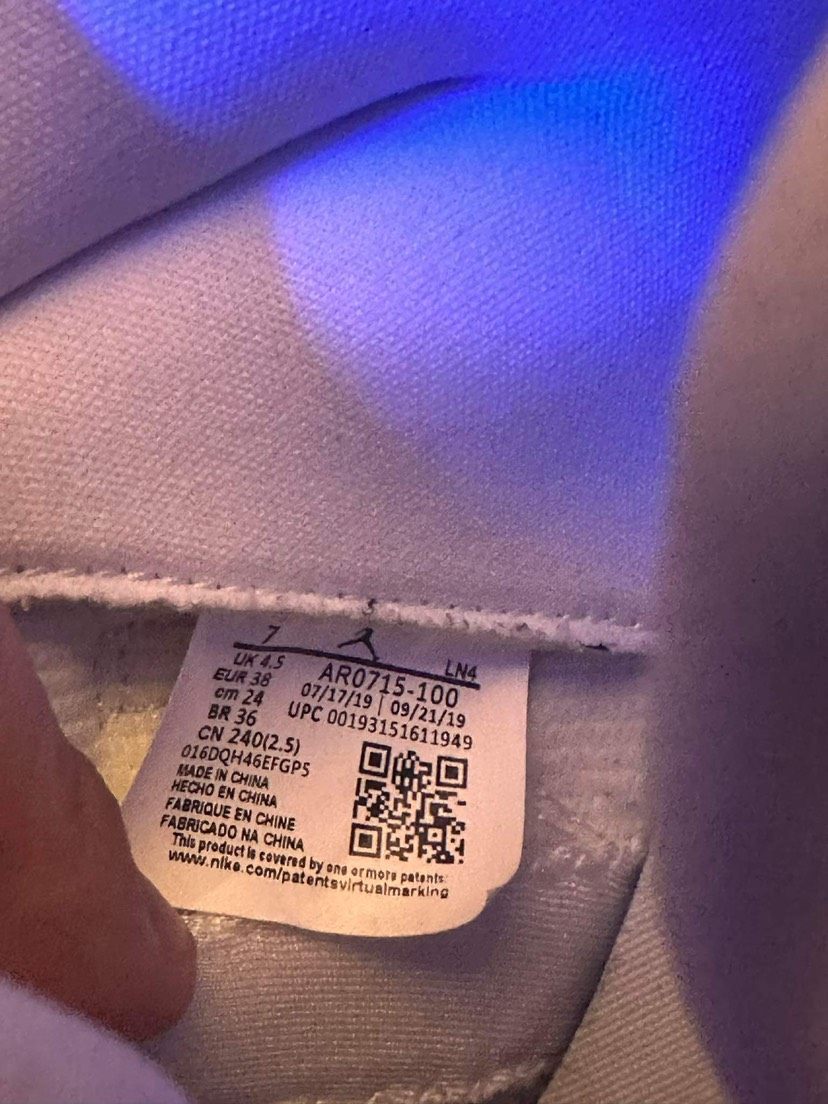 7
UK 4.5
EUR 38
cm 24
BR 36
CN 240(2.5)
016DQH46EFGP5
MADE IN CHINA
HECHO EN CHINA
FABRIQUE EN CHINE
FABRICADO NA CHINA
LN4
AR0715-100
07/17/19 | 09/21/19
UPC 00193151611949
This product is covered by one or more patents:
www.nike.com/patentsvirtualmarking